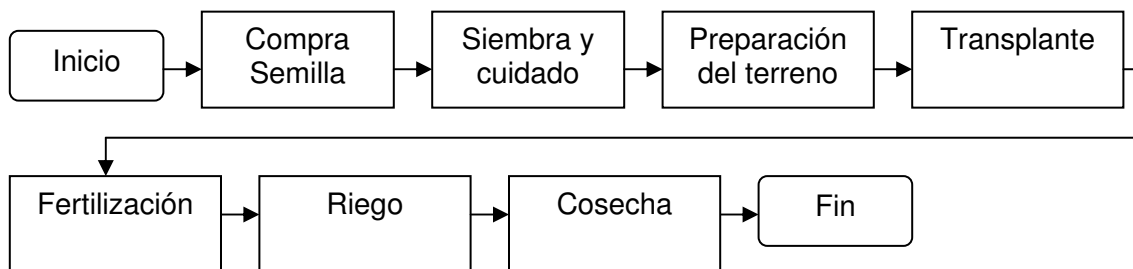 Inicio
Compra
Semilla
Siembra y
cuidado
Preparación
del terreno
Transplante
Fertilización
Riego
Cosecha
Fin